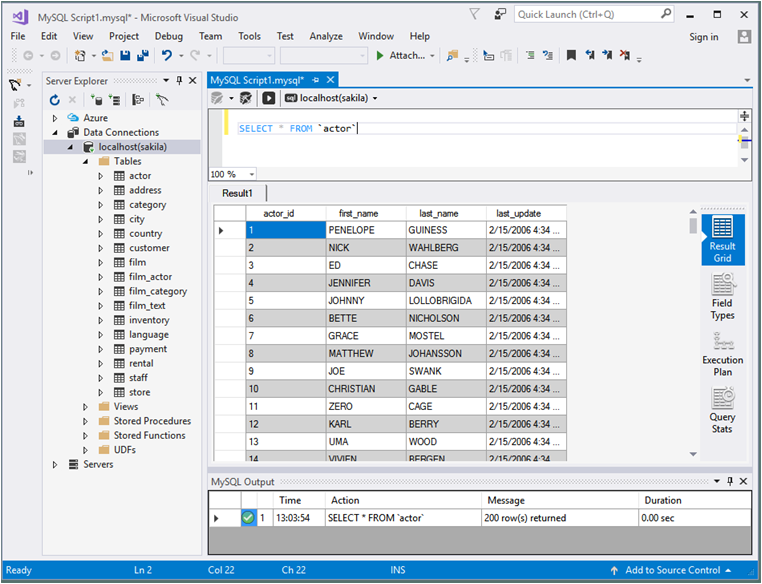 MySQL Script1.mysql* - Microsoft Visual Studio
Quick Launch (Ctrl+Q)
File Edit View Project Debug Team Tools Test Analyze Window Help Sign in
Attach...
Server Explorer
Azure
Data Connections
localhost(sakila)
Tables
actor
address
category
city
country
customer
film
film_actor
film_category
film_text
inventory
language
payment
rental
staff
store
Views
Stored Procedures
Stored Functions
UDFs
Servers
MySQL Script1.mysql*
localhost(sakila)
SELECT * FROM `actor`
100 %
Result1
actor_id first_name last_name last_update
1 PENELOPE GUINESS 2/15/2006 4:34 ...
2 NICK WAHLBERG 2/15/2006 4:34 ...
3 ED CHASE 2/15/2006 4:34 ...
4 JENNIFER DAVIS 2/15/2006 4:34 ...
5 JOHNNY LOLLOBRIGIDA 2/15/2006 4:34 ...
6 BETTE NICHOLSON 2/15/2006 4:34 ...
7 GRACE MOSTEL 2/15/2006 4:34 ...
8 MATTHEW JOHANSSON 2/15/2006 4:34 ...
9 JOE SWANK 2/15/2006 4:34 ...
10 CHRISTIAN GABLE 2/15/2006 4:34 ...
11 ZERO CAGE 2/15/2006 4:34 ...
12 KARL BERRY 2/15/2006 4:34 ...
13 UMA WOOD 2/15/2006 4:34 ...
14 VIVIEN BERGEN 2/15/2006 4:34 ...
Result
Grid
Field
Types
Execution
Plan
Query
Stats
MySQL Output
Time Action Message Duration
1 13:03:54 SELECT * FROM `actor` 200 row(s) returned 0.00 sec
Ready Ln 2 Col 22 Ch 22 INS Add to Source Control